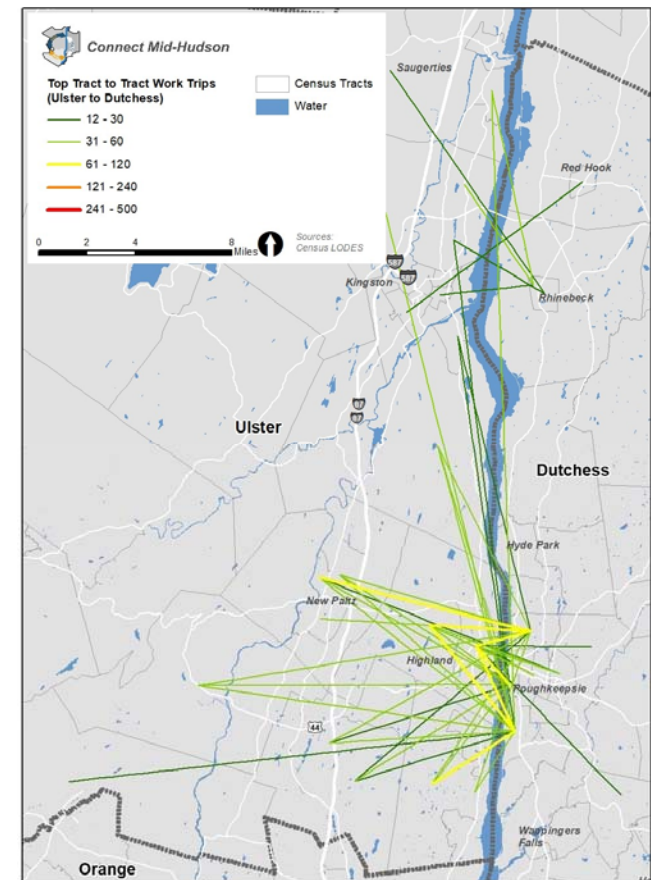 Connect Mid-Hudson
Top Tract to Tract Work Trips
(Ulster to Dutchess)
12 - 30
31 - 60
61 - 120
121 - 240
241 - 500
Census Tracts
Water
0 2 4 8
Miles
Sources:
Census LODES
Saugerties
Red Hook
Kingston
Rhinebeck
Ulster
Dutchess
Hyde Park
New Paltz
Highland
Poughkeepsie
44
Wappingers
Falls
Orange